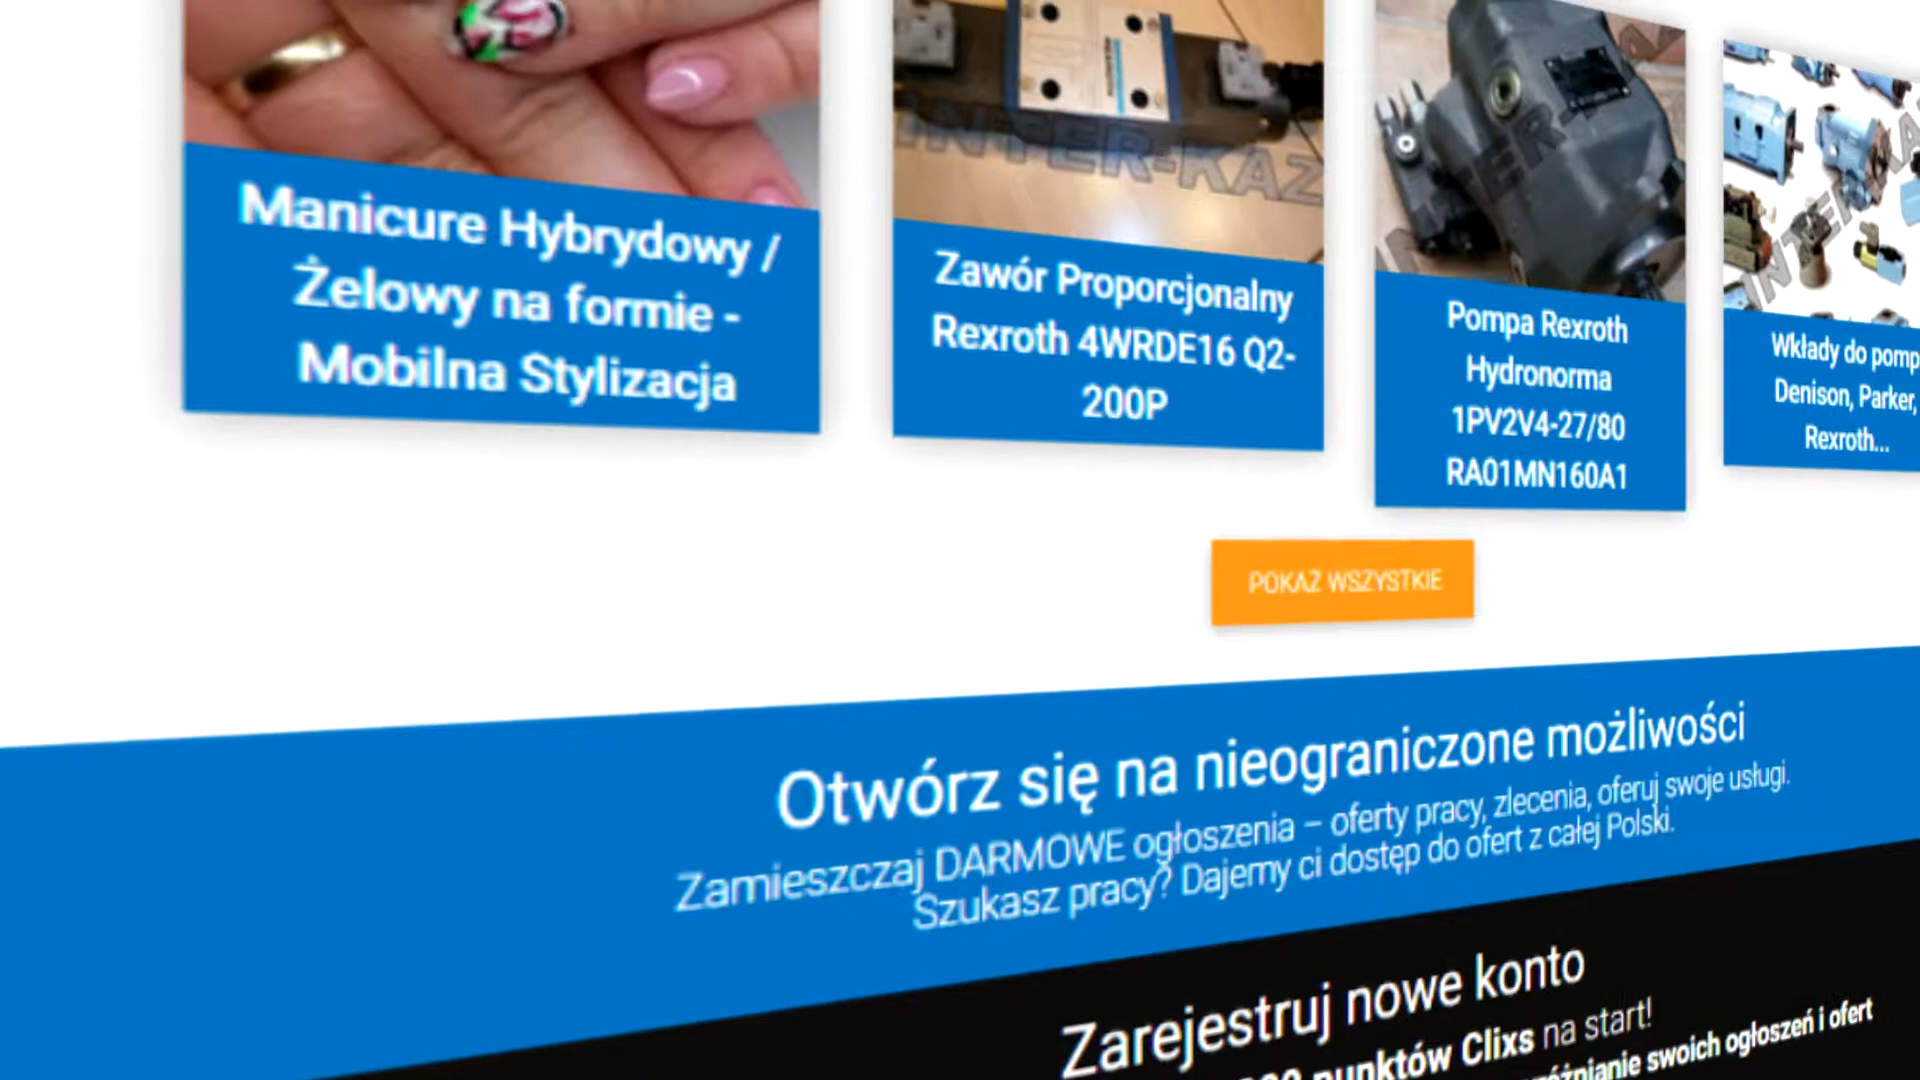 Manicure Hybrydowy /
Żelowy na formie -
Mobilna Stylizacja
INTER-KAZ
Zawór Proporcjonalny
Rexroth 4WRDE16 Q2-
200P
Pompa Rexroth
Hydronorma
1PV2V4-27/80
RA01MN160A1
Wkłady do pomp
Denison, Parker,
Rexroth...
POKAŻ WSZYSTKIE
Otwórz się na nieograniczone możliwości
Zamieszczaj DARMOWE ogłoszenia – oferty pracy, zlecenia, oferuj swoje usługi.
Szukasz pracy? Dajemy ci dostęp do ofert z całej Polski.
Zarejestruj nowe konto
punktów Clixs na start!
swoich ogłoszeń i ofert